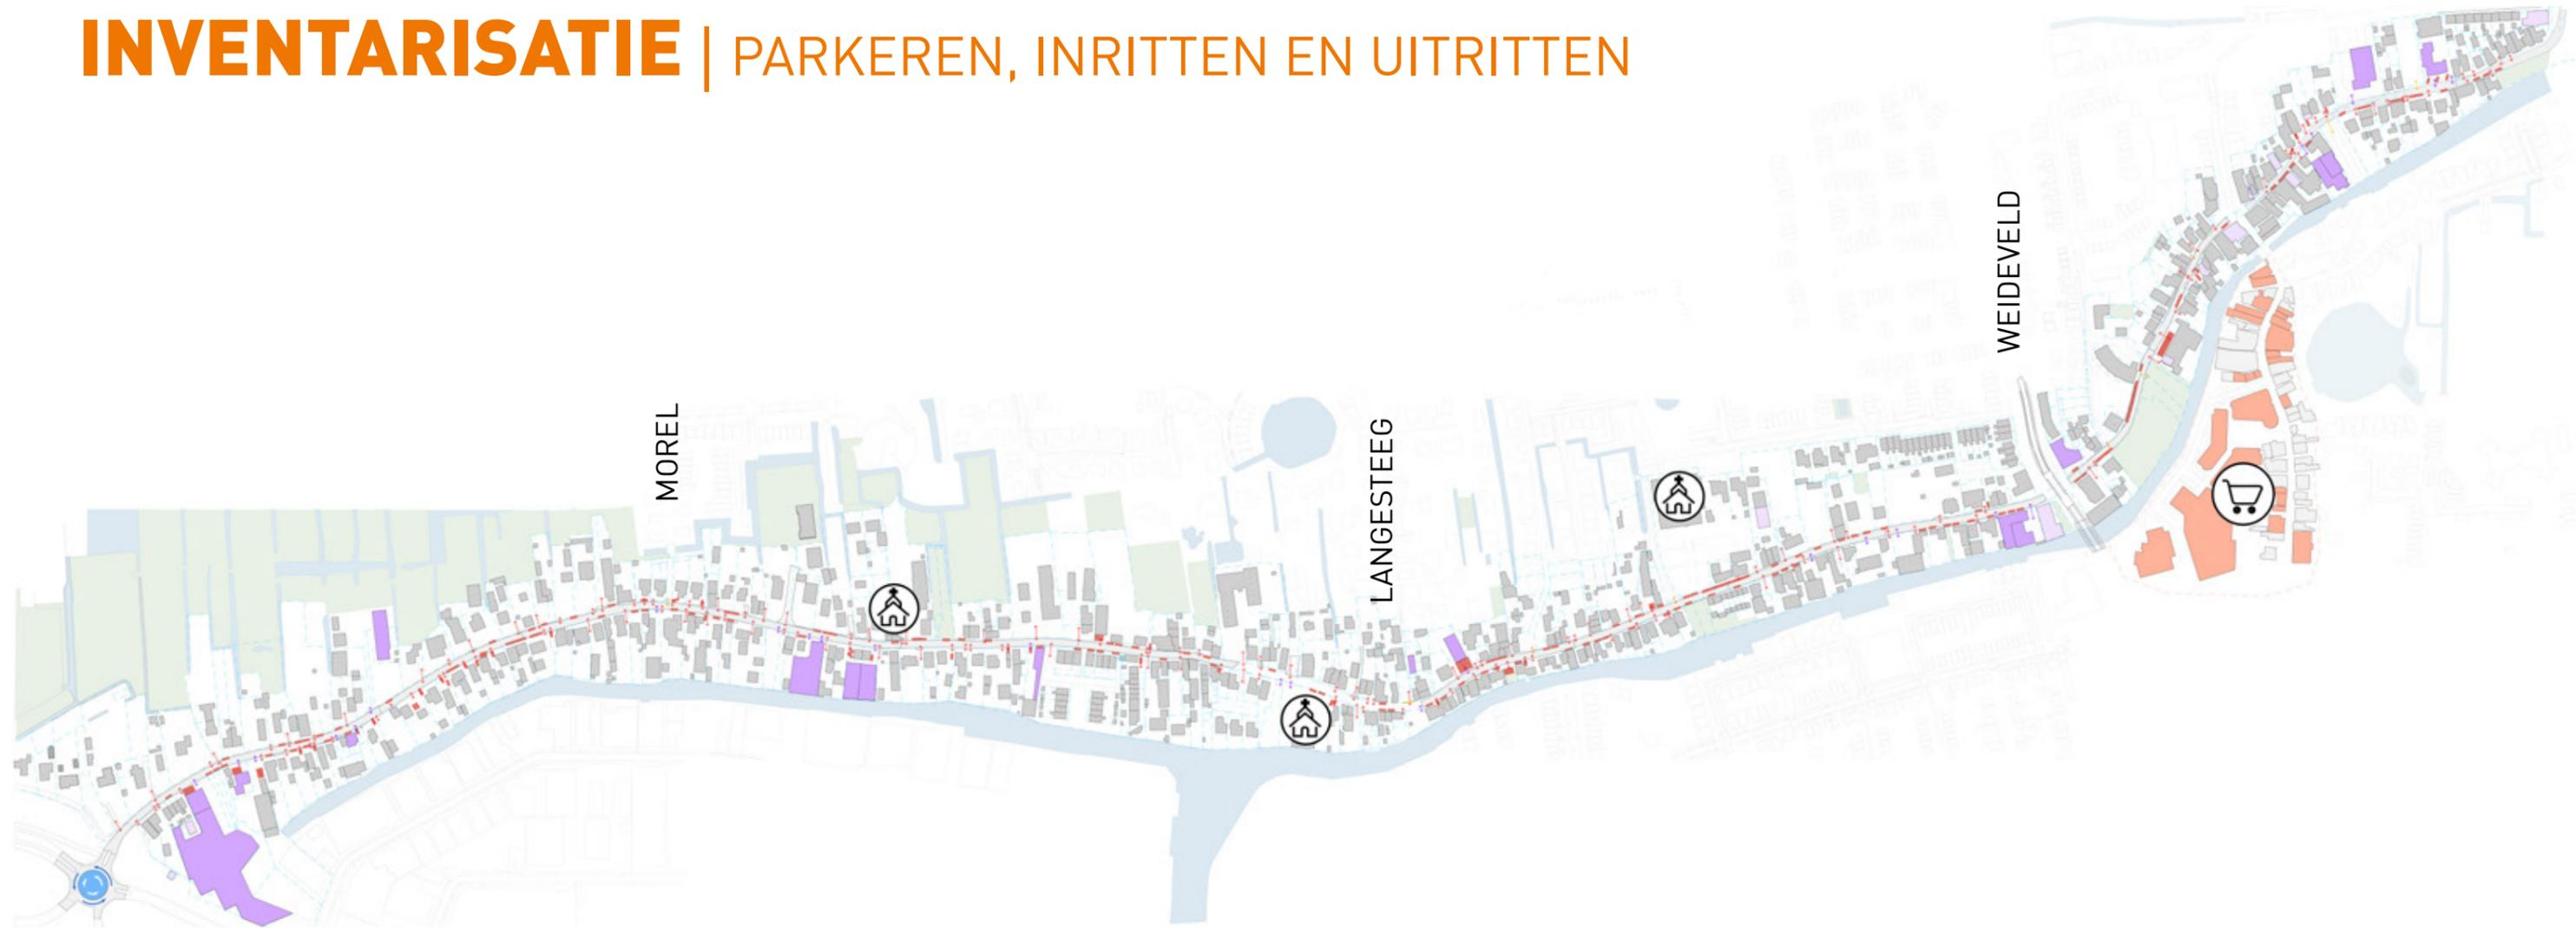 INVENTARISATIE | PARKEREN, INRITTEN EN UITRITTEN
WEIDEVELD
MOREL
LANGESTEEG